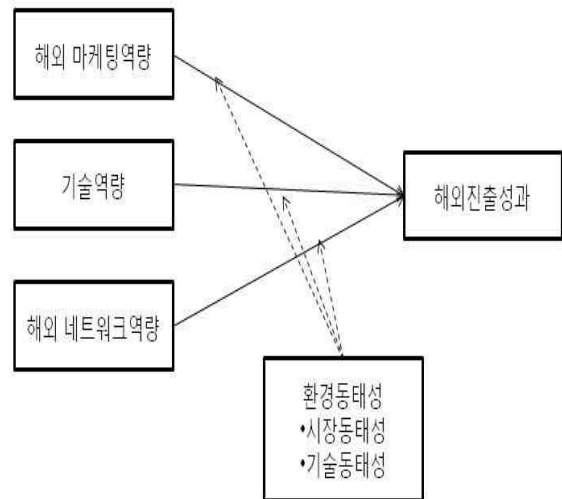 해외 마케팅역량
기술역량
해외진출성과
해외 네트워크역량
환경동태성
•시장동태성
•기술동태성